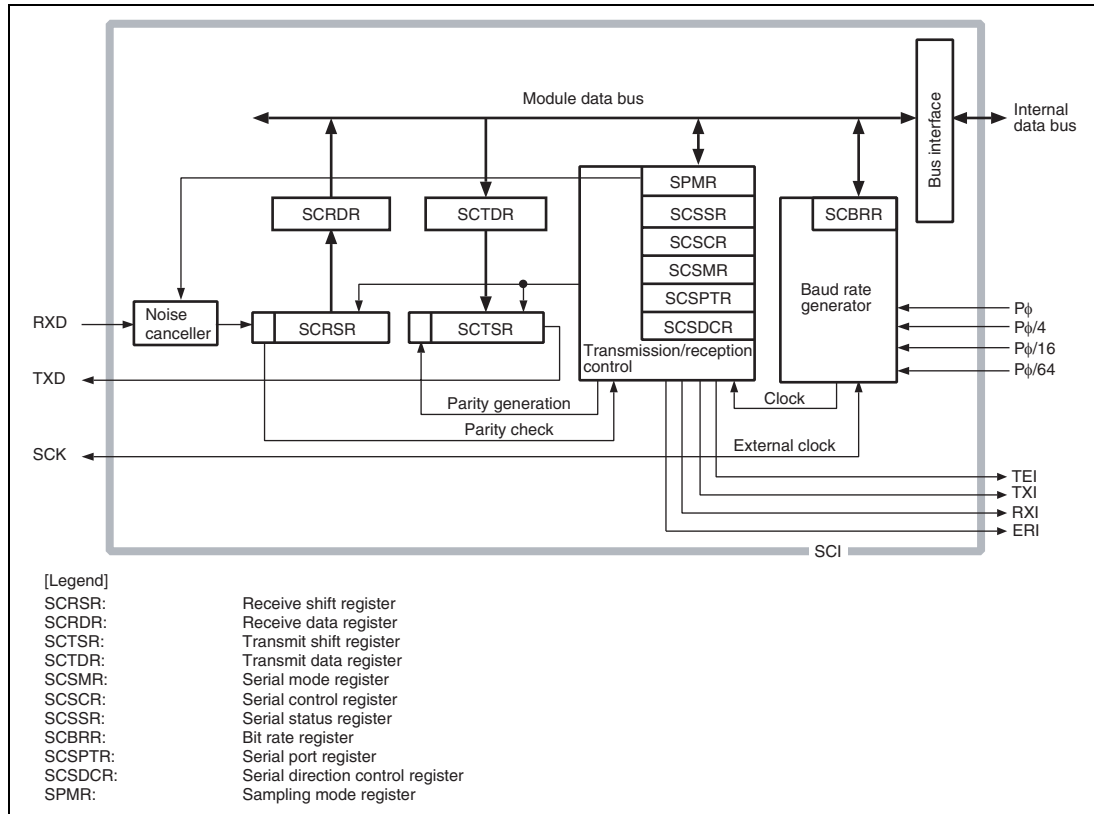 Module data bus
Bus interface
Internal
data bus
SCRDR
SCTDR
SPMR
SCSSR
SCSCR
SCSMR
SCSPTR
SCSDCR
Transmission/reception
control
SCBRR
Baud rate
generator
RXD
Noise
canceller
SCRSR
SCTSR
Pϕ
Pϕ/4
Pϕ/16
Pϕ/64
TXD
Parity generation
Clock
Parity check
SCK
External clock
TEI
TXI
RXI
ERI
SCI
[Legend]
SCRSR: Receive shift register
SCRDR: Receive data register
SCTSR: Transmit shift register
SCTDR: Transmit data register
SCSMR: Serial mode register
SCSCR: Serial control register
SCSSR: Serial status register
SCBRR: Bit rate register
SCSPTR: Serial port register
SCSDCR: Serial direction control register
SPMR: Sampling mode register